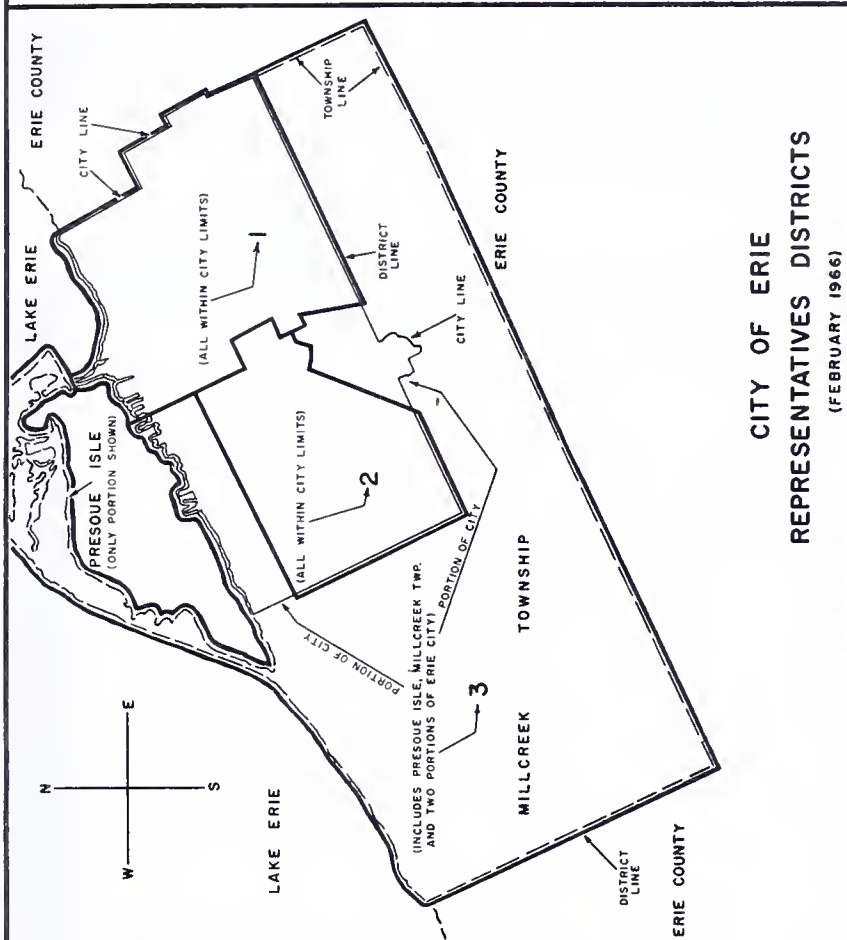 ERIE COUNTY
LAKE ERIE
CITY LINE
TOWNSHIP
LINE
PRESQUE ISLE
(ONLY PORTION SHOWN)
(ALL WITHIN CITY LIMITS)
1
DISTRICT
LINE
ERIE COUNTY
CITY LINE
(ALL WITHIN CITY LIMITS)
2
PORTION OF CITY
PORTION OF CITY
N
W
E
S
LAKE ERIE
(INCLUDES PRESQUE ISLE, MILLCREEK TWP.
AND TWO PORTIONS OF ERIE CITY)
3
MILLCREEK TOWNSHIP
DISTRICT
LINE
ERIE COUNTY
CITY OF ERIE
REPRESENTATIVES DISTRICTS
(FEBRUARY 1966)